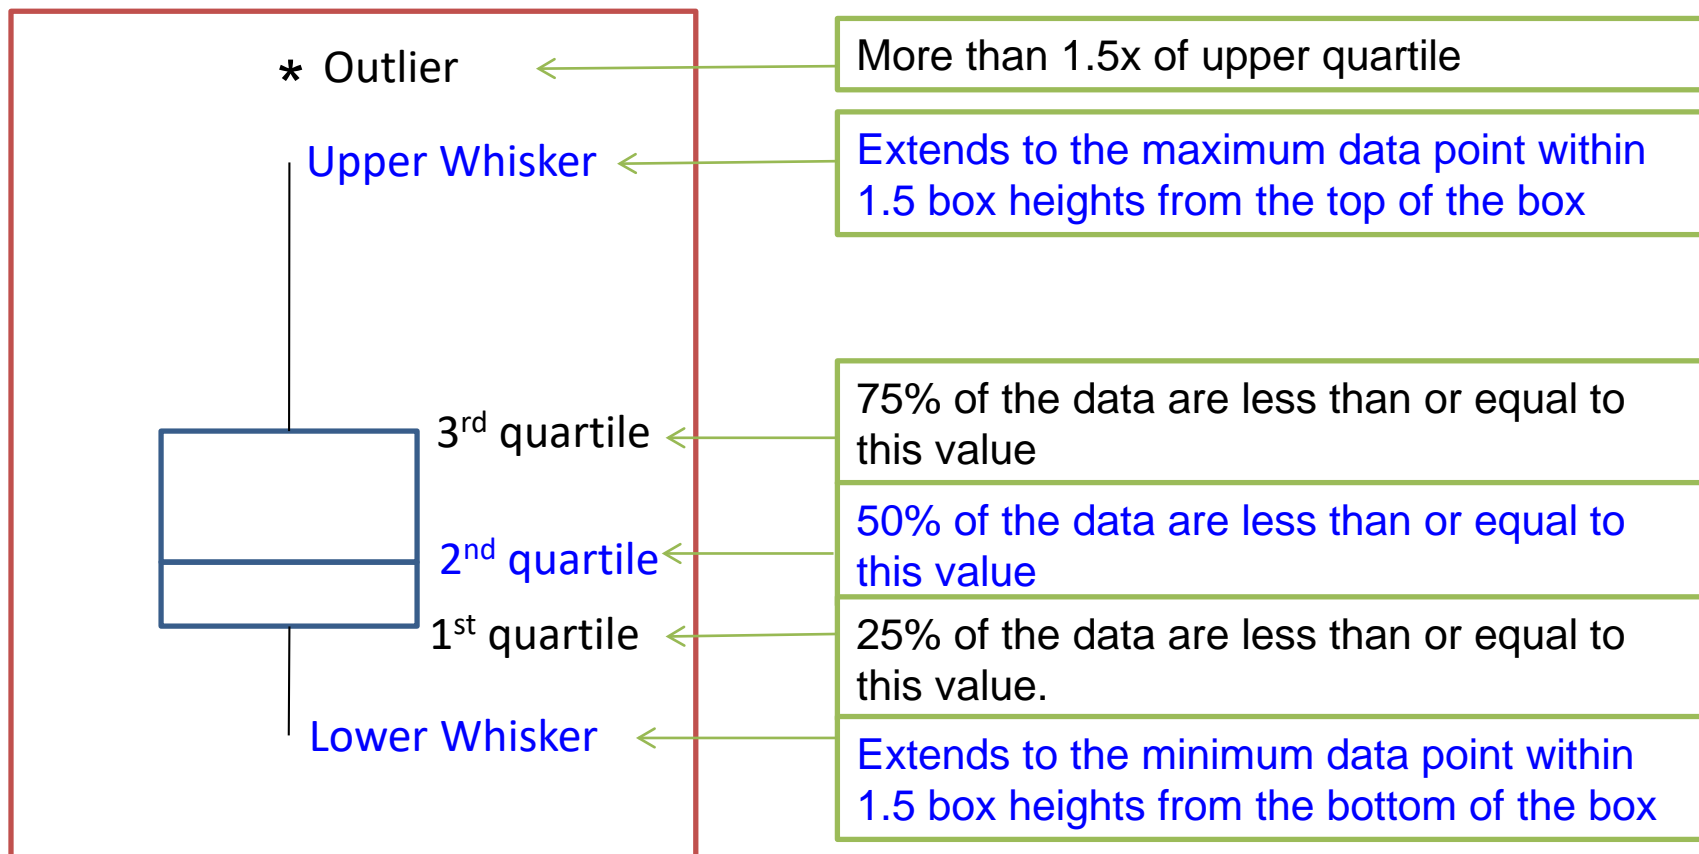 * Outlier
More than 1.5x of upper quartile
Upper Whisker
Extends to the maximum data point within
1.5 box heights from the top of the box
3rd quartile
75% of the data are less than or equal to
this value
2nd quartile
50% of the data are less than or equal to
this value
1st quartile
25% of the data are less than or equal to
this value.
Lower Whisker
Extends to the minimum data point within
1.5 box heights from the bottom of the box